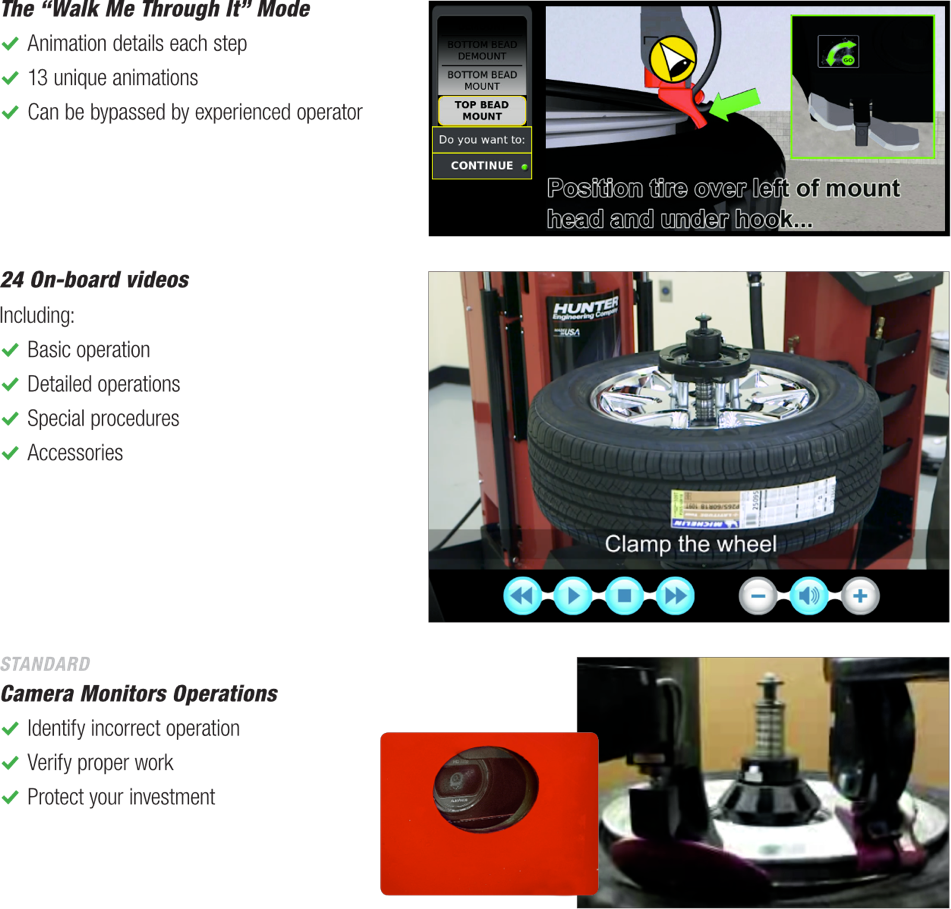 The “Walk Me Through It” Mode
Animation details each step
13 unique animations
Can be bypassed by experienced operator
BOTTOM BEAD
DEMOUNT
BOTTOM BEAD
MOUNT
TOP BEAD
MOUNT
Do you want to:
CONTINUE
GO
Position tire over left of mount
head and under hook...
24 On-board videos
Including:
Basic operation
Detailed operations
Special procedures
Accessories
HUNTER
Engineering Company
USA
P265/60R18
MICHELIN
Clamp the wheel
STANDARD
Camera Monitors Operations
Identify incorrect operation
Verify proper work
Protect your investment